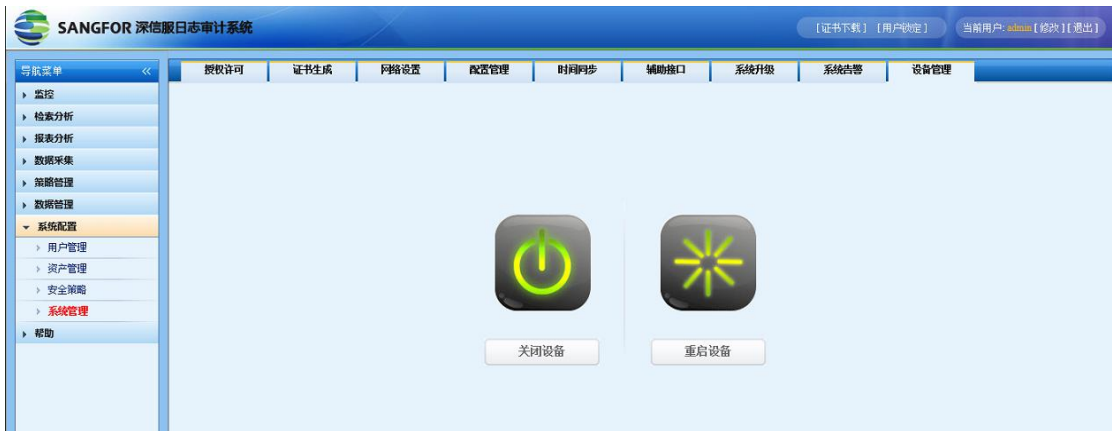 SANGFOR 深信服日志审计系统
[证书下载] [用户锁定] 当前用户: admin [修改] [退出]
导航菜单 «
授权许可 证书生成 网络设置 配置管理 时间同步 辅助接口 系统升级 系统告警 设备管理
监控
检索分析
报表分析
数据采集
策略管理
数据管理
系统配置
用户管理
资产管理
安全策略
系统管理
帮助
关闭设备 重启设备